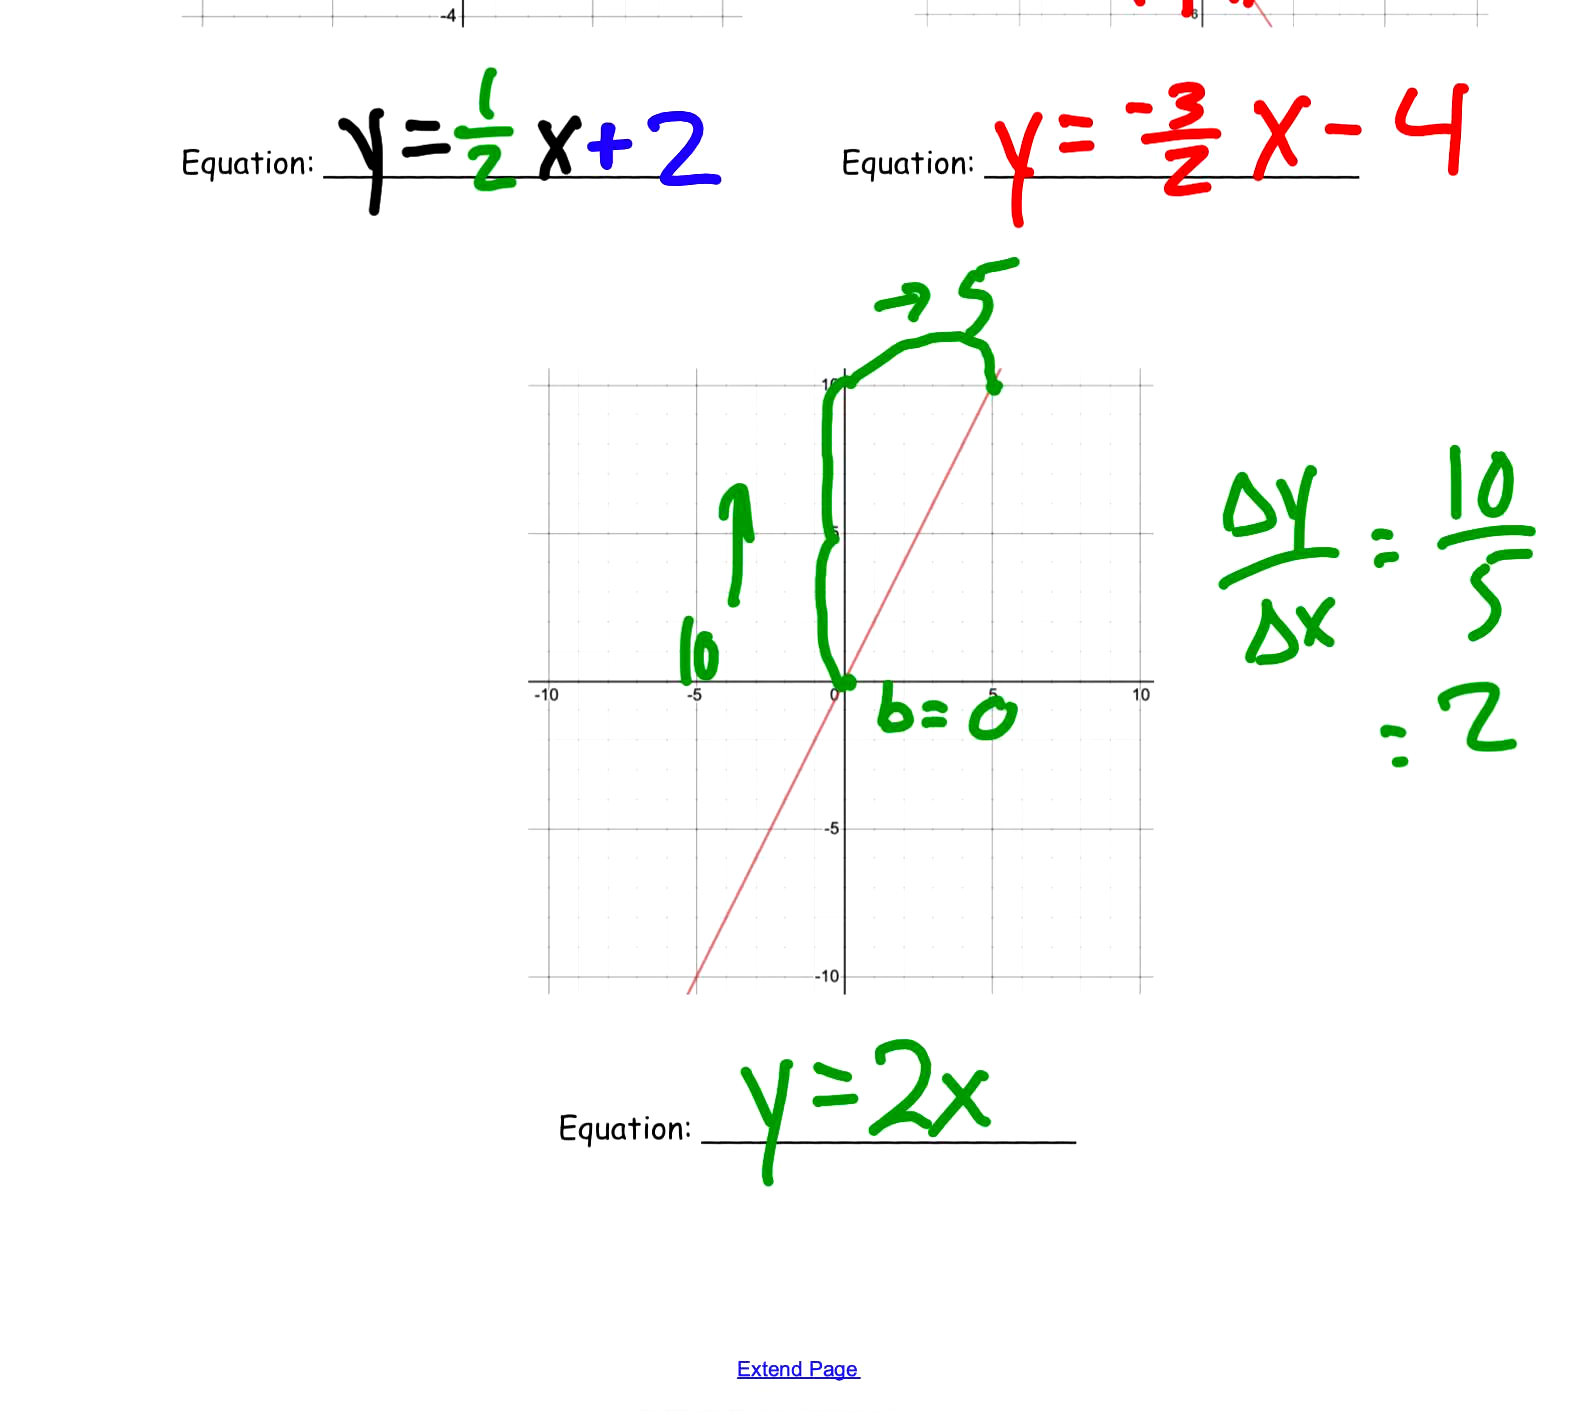 -4
6
Equation: y = 1/2 x + 2
Equation: y = -3/2 x - 4
→ 5
10
5
10
-10 -5 0 5 10
b = 0
-5
-10
Δy/Δx = 10/5
= 2
Equation: y = 2x
Extend Page